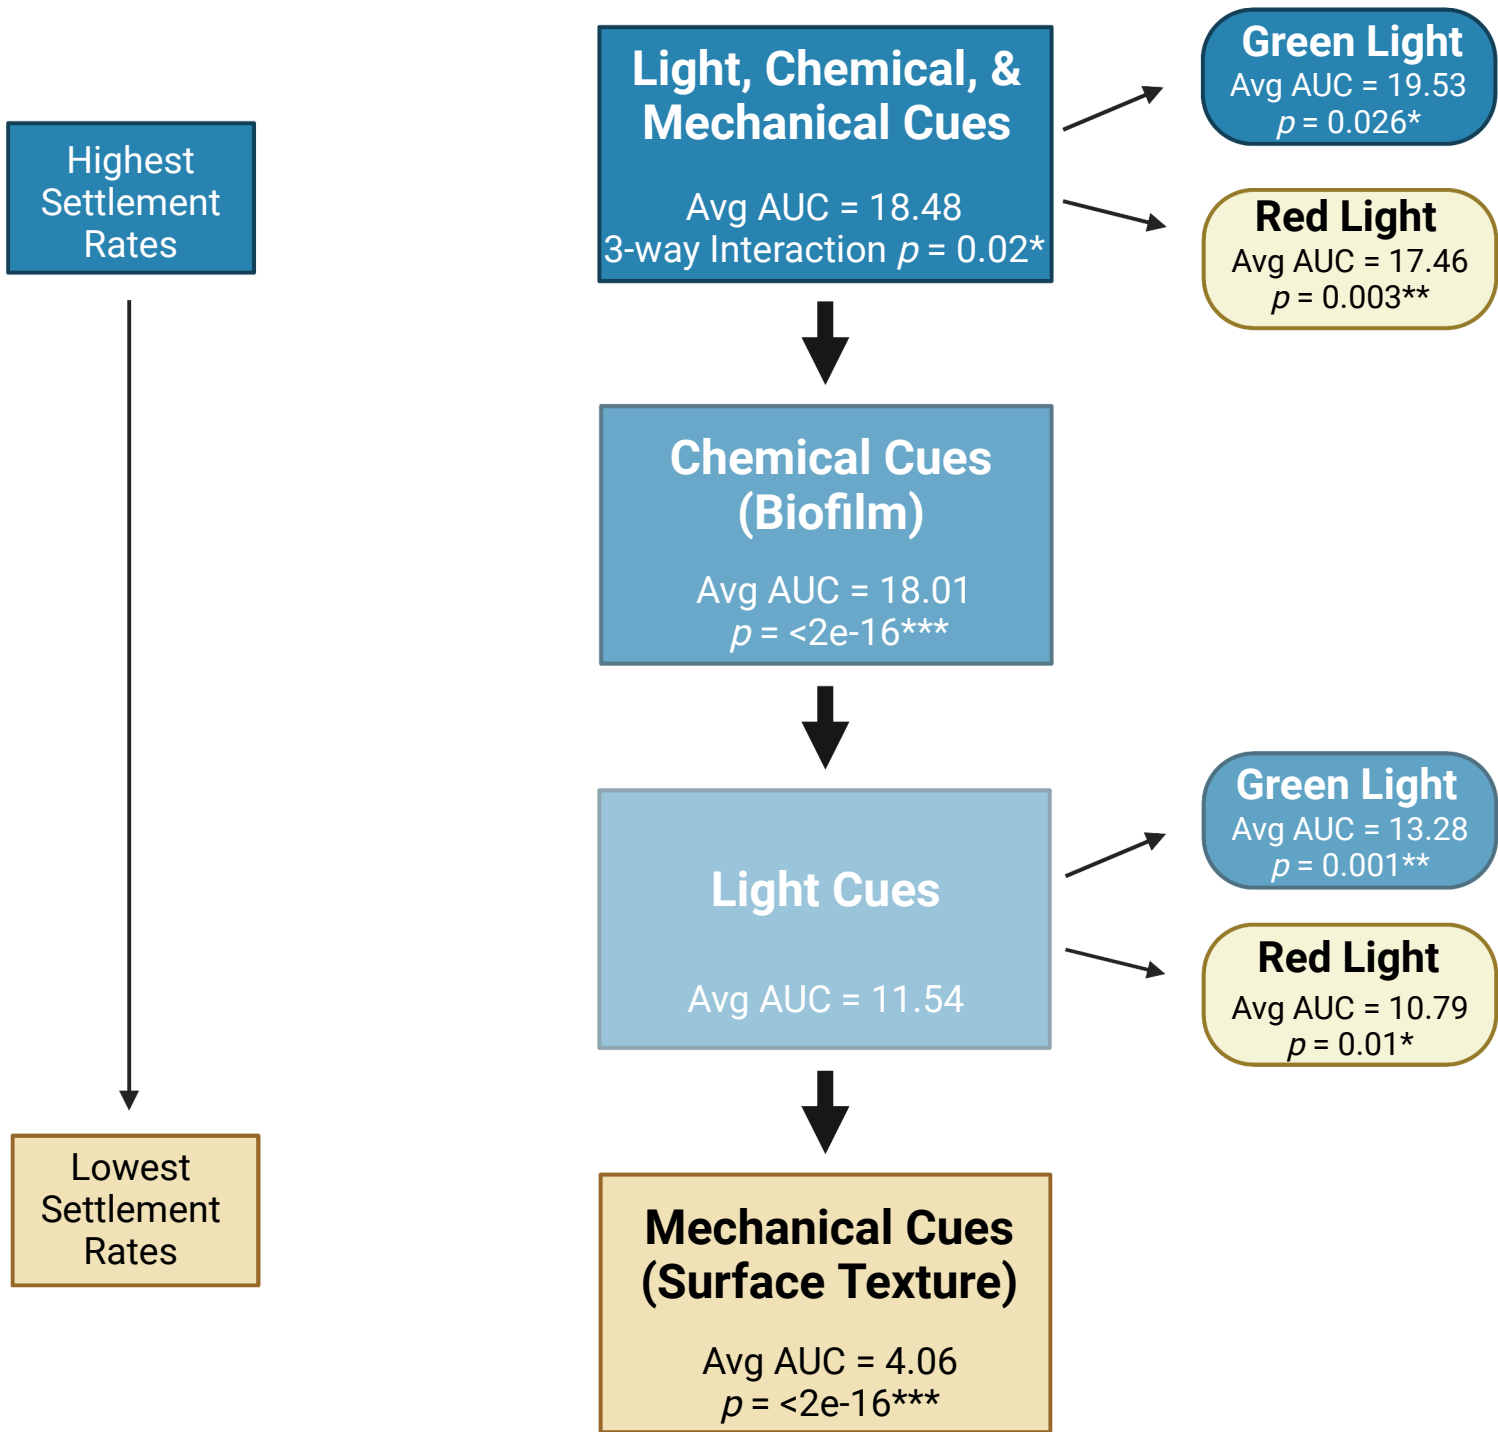 Highest
Settlement
Rates
Lowest
Settlement
Rates
Light, Chemical, &
Mechanical Cues
Avg AUC = 18.48
3-way Interaction p = 0.02*
Green Light
Avg AUC = 19.53
p = 0.026*
Red Light
Avg AUC = 17.46
p = 0.003**
Chemical Cues
(Biofilm)
Avg AUC = 18.01
p = <2e-16***
Light Cues
Avg AUC = 11.54
Green Light
Avg AUC = 13.28
p = 0.001**
Red Light
Avg AUC = 10.79
p = 0.01*
Mechanical Cues
(Surface Texture)
Avg AUC = 4.06
p = <2e-16***